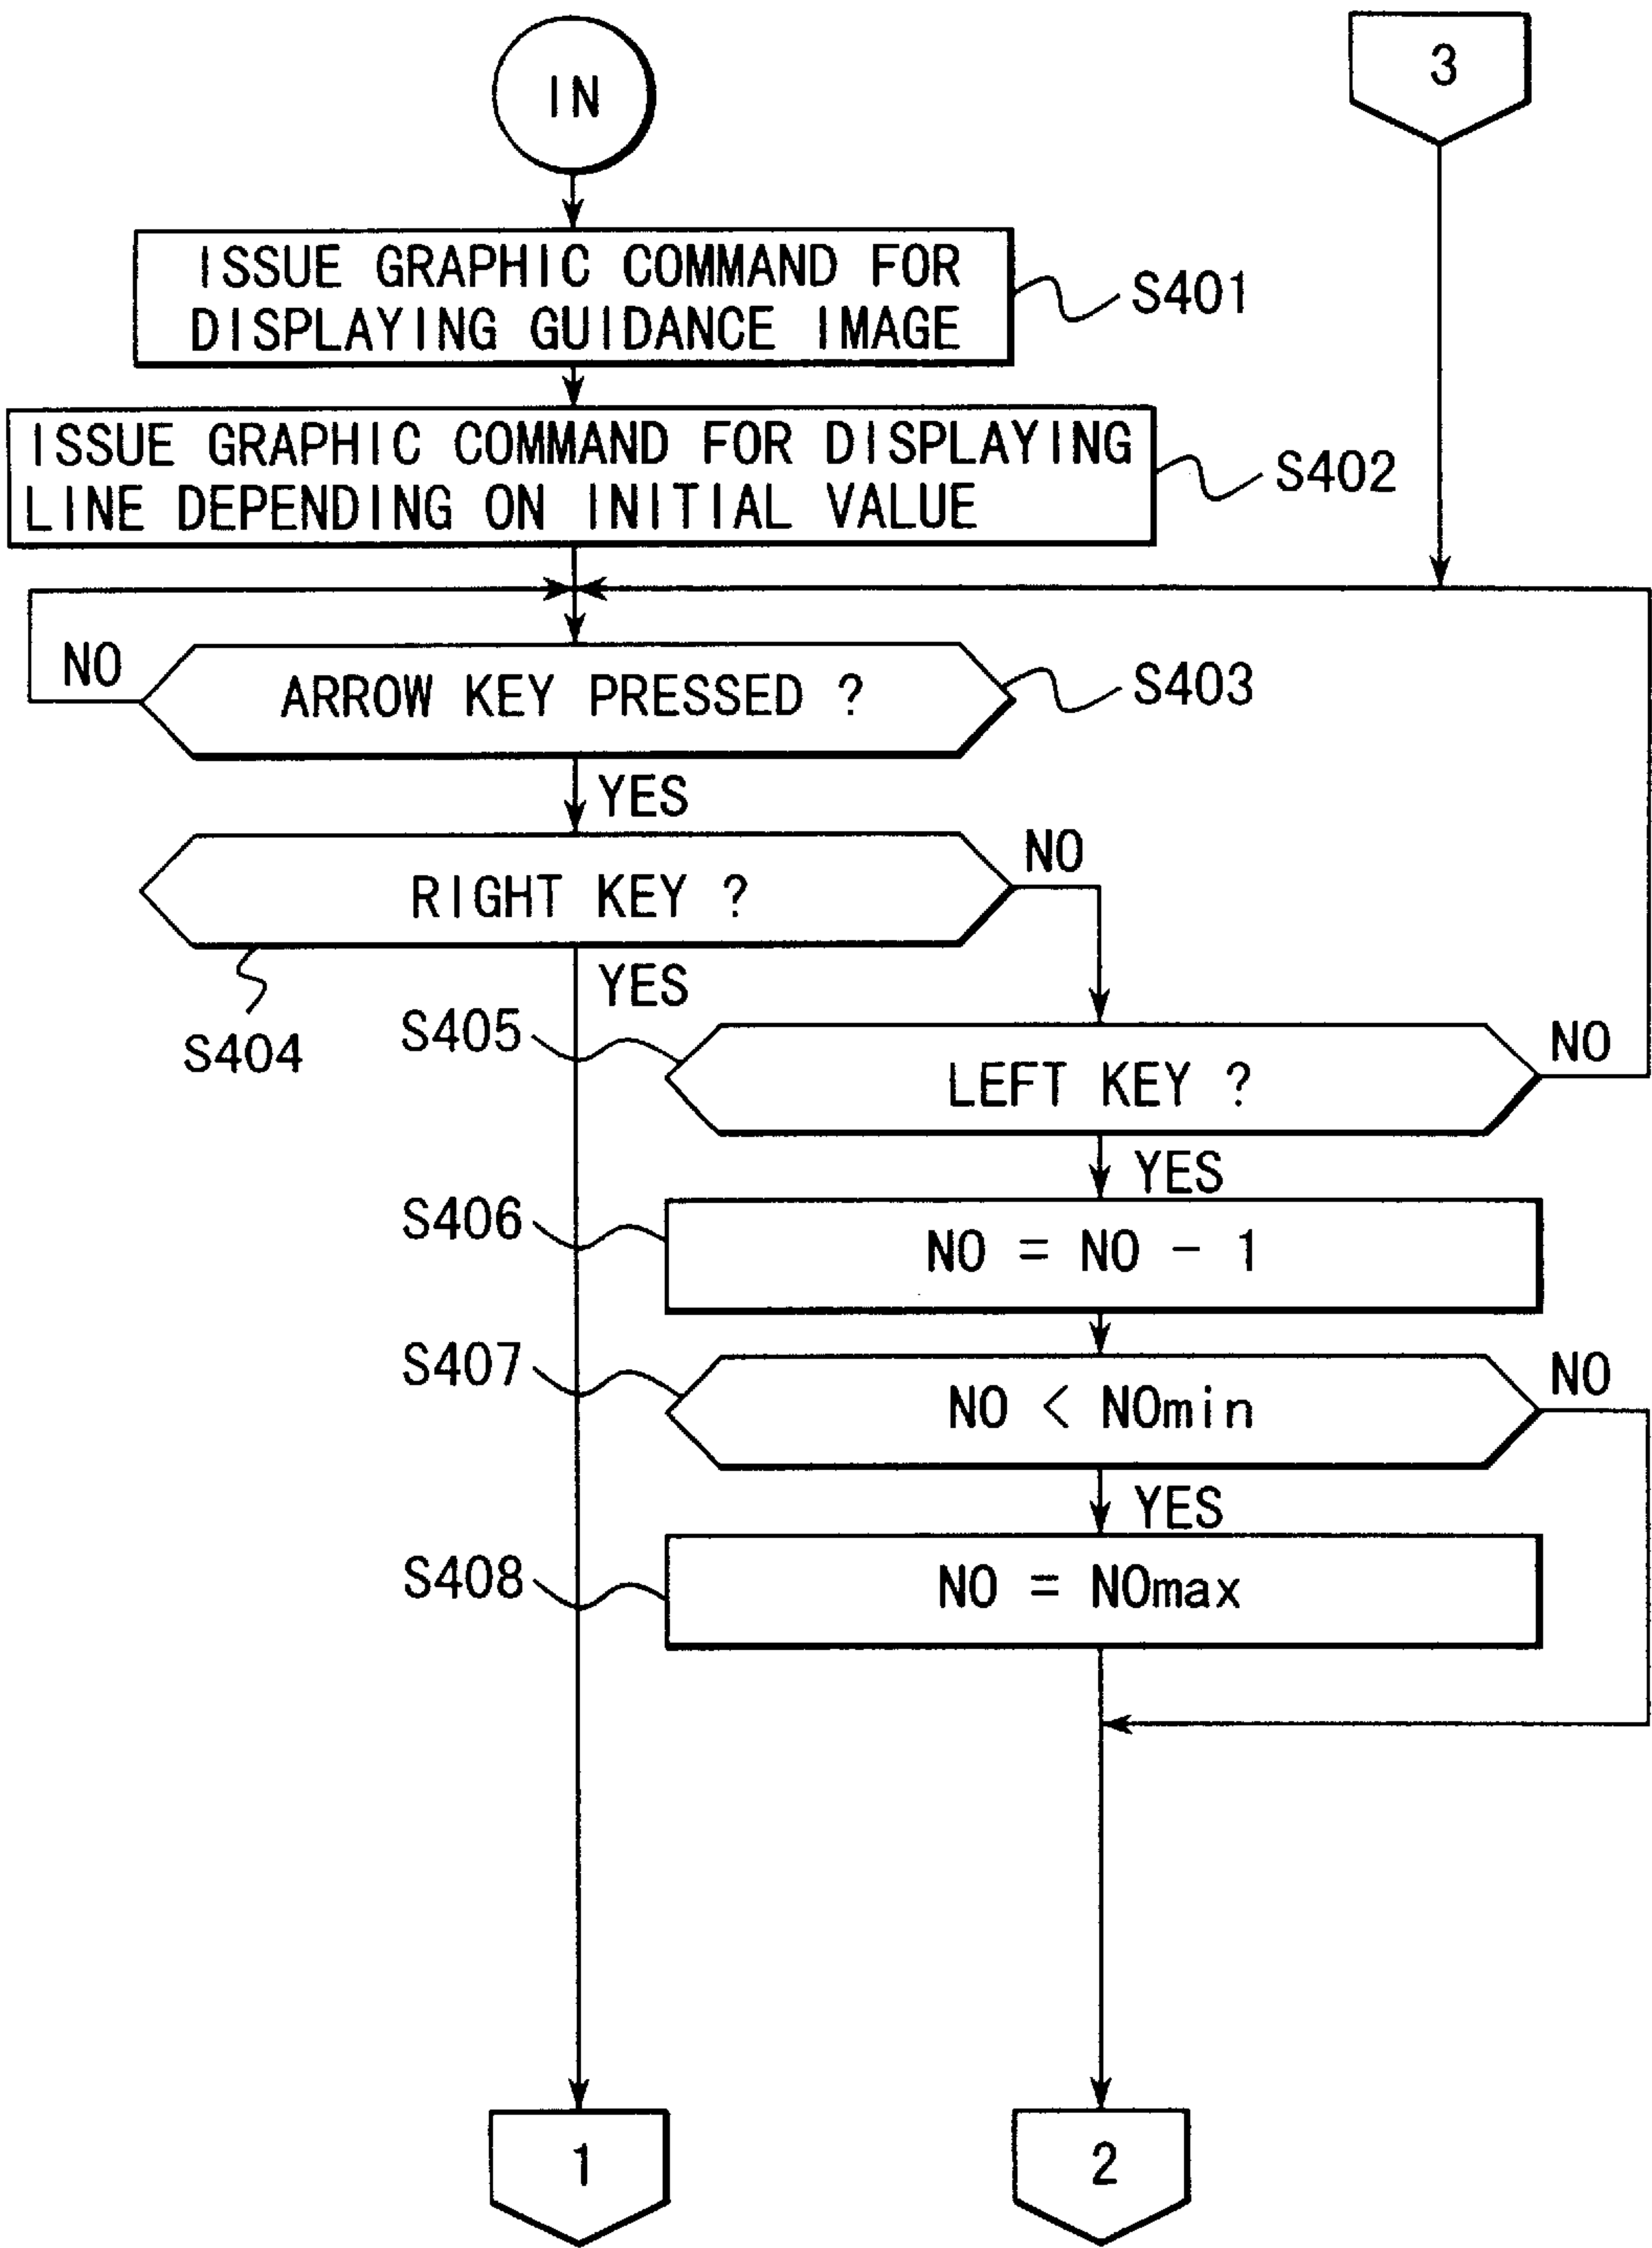 IN
3
ISSUE GRAPHIC COMMAND FOR
DISPLAYING GUIDANCE IMAGE
S401
ISSUE GRAPHIC COMMAND FOR DISPLAYING
LINE DEPENDING ON INITIAL VALUE
S402
NO
ARROW KEY PRESSED ?
S403
YES
RIGHT KEY ?
NO
S404
YES
S405
LEFT KEY ?
NO
YES
S406
NO = NO - 1
S407
NO < NOmin
NO
YES
S408
NO = NOmax
1
2